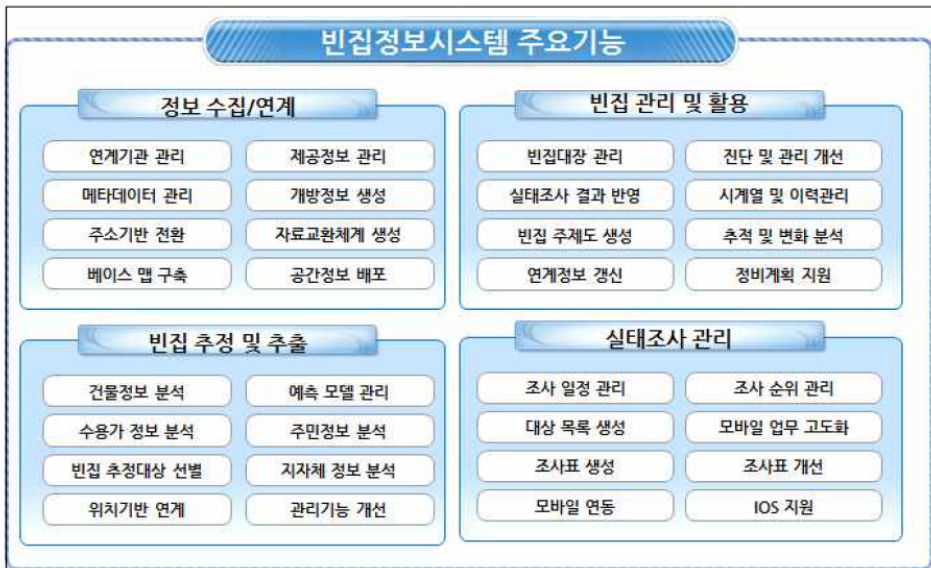 빈집정보시스템 주요기능
정보 수집/연계
연계기관 관리
제공정보 관리
메타데이터 관리
개방정보 생성
주소기반 전환
자료교환체계 생성
베이스 맵 구축
공간정보 배포
빈집 관리 및 활용
빈집대장 관리
진단 및 관리 개선
실태조사 결과 반영
시계열 및 이력관리
빈집 주제도 생성
추적 및 변화 분석
연계정보 갱신
정비계획 지원
빈집 추정 및 추출
건물정보 분석
예측 모델 관리
수용가 정보 분석
주민정보 분석
빈집 추정대상 선별
지자체 정보 분석
위치기반 연계
관리기능 개선
실태조사 관리
조사 일정 관리
조사 순위 관리
대상 목록 생성
모바일 업무 고도화
조사표 생성
조사표 개선
모바일 연동
IOS 지원